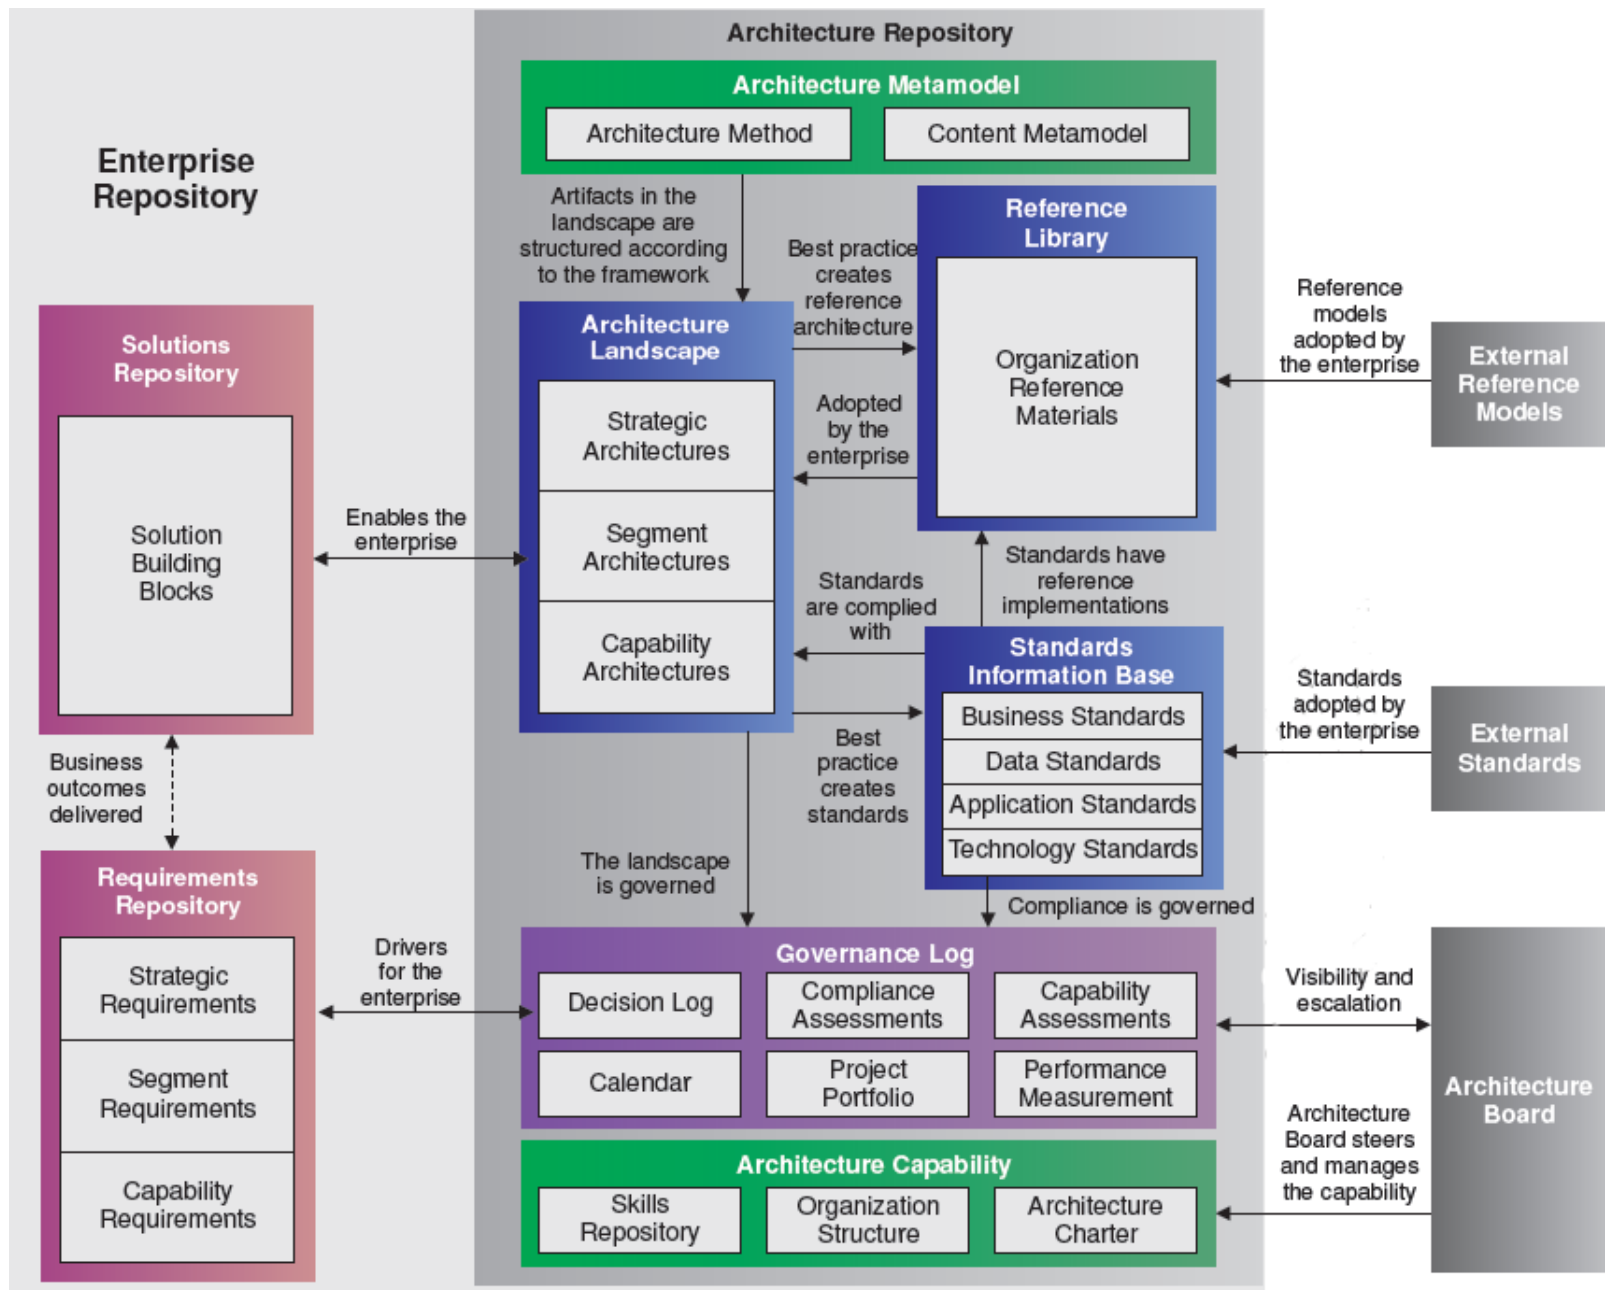 Architecture Repository
Architecture Metamodel
Architecture Method
Content Metamodel
Enterprise
Repository
Artifacts in the
landscape are
structured according
to the framework
Best practice
creates
reference
architecture
Reference
Library
Organization
Reference
Materials
Reference
models
adopted by
the enterprise
External
Reference
Models
Solutions
Repository
Solution
Building
Blocks
Enables the
enterprise
Architecture
Landscape
Strategic
Architectures
Segment
Architectures
Capability
Architectures
Adopted
by the
enterprise
Standards
are complied
with
Standards have
reference
implementations
Standards
Information Base
Business Standards
Data Standards
Application Standards
Technology Standards
Standards
adopted by
the enterprise
External
Standards
Best
practice
creates
standards
Business
outcomes
delivered
The landscape
is governed
Compliance is governed
Requirements
Repository
Strategic
Requirements
Segment
Requirements
Capability
Requirements
Drivers
for the
enterprise
Governance Log
Decision Log
Compliance
Assessments
Capability
Assessments
Calendar
Project
Portfolio
Performance
Measurement
Visibility and
escalation
Architecture
Board
Architecture
Board steers
and manages
the capability
Architecture Capability
Skills
Repository
Organization
Structure
Architecture
Charter